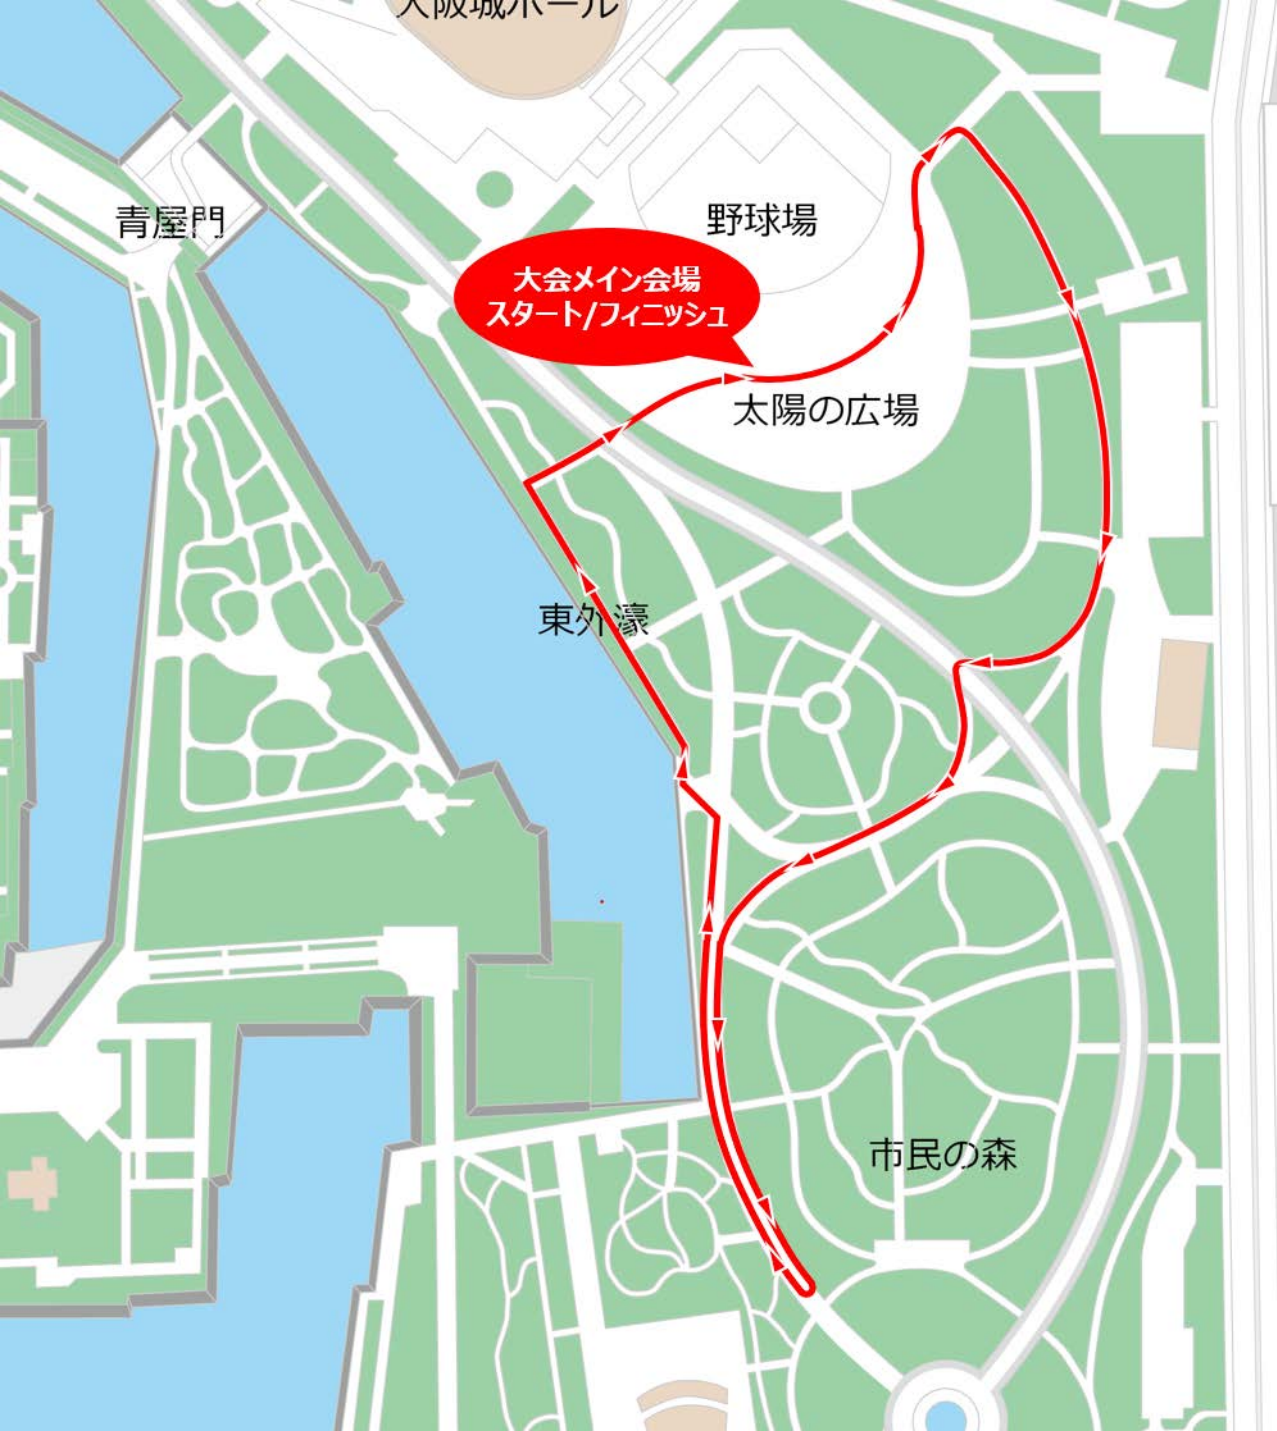 大阪城ホール
青屋門
野球場
大会メイン会場
スタート/フィニッシュ
太陽の広場
東外濠
市民の森